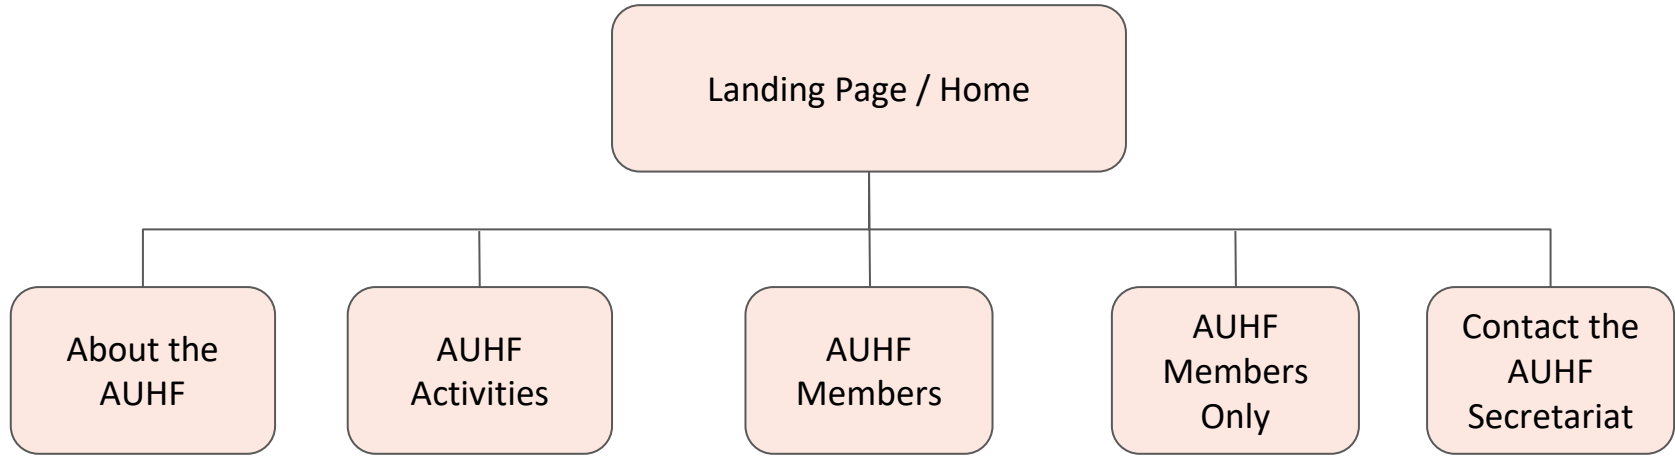 Landing Page / Home
About the
AUHF
AUHF
Activities
AUHF
Members
AUHF
Members
Only
Contact the
AUHF
Secretariat